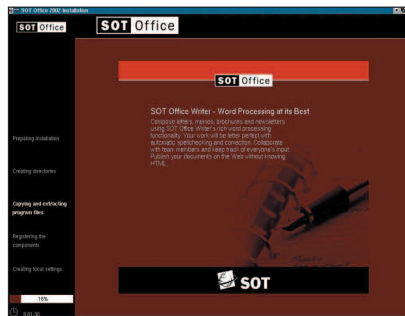 SOT Office 2002 Installation
SOT Office
SOT Office
SOT Office
SOT Office Writer - Word Processing at its Best.
Compose letters, memos, brochures and newsletters
using SOT Office Writer's rich word processing
functionality. Your work will be letter perfect with
automatic spellchecking and correction. Collaborate
with team members and keep track of everyone's input.
Publish your documents on the Web without knowing
HTML.
Preparing installation
Creating directories
Copying and extracting
program files
Registering the
components
Creating local settings
SOT
18%
0:01:30